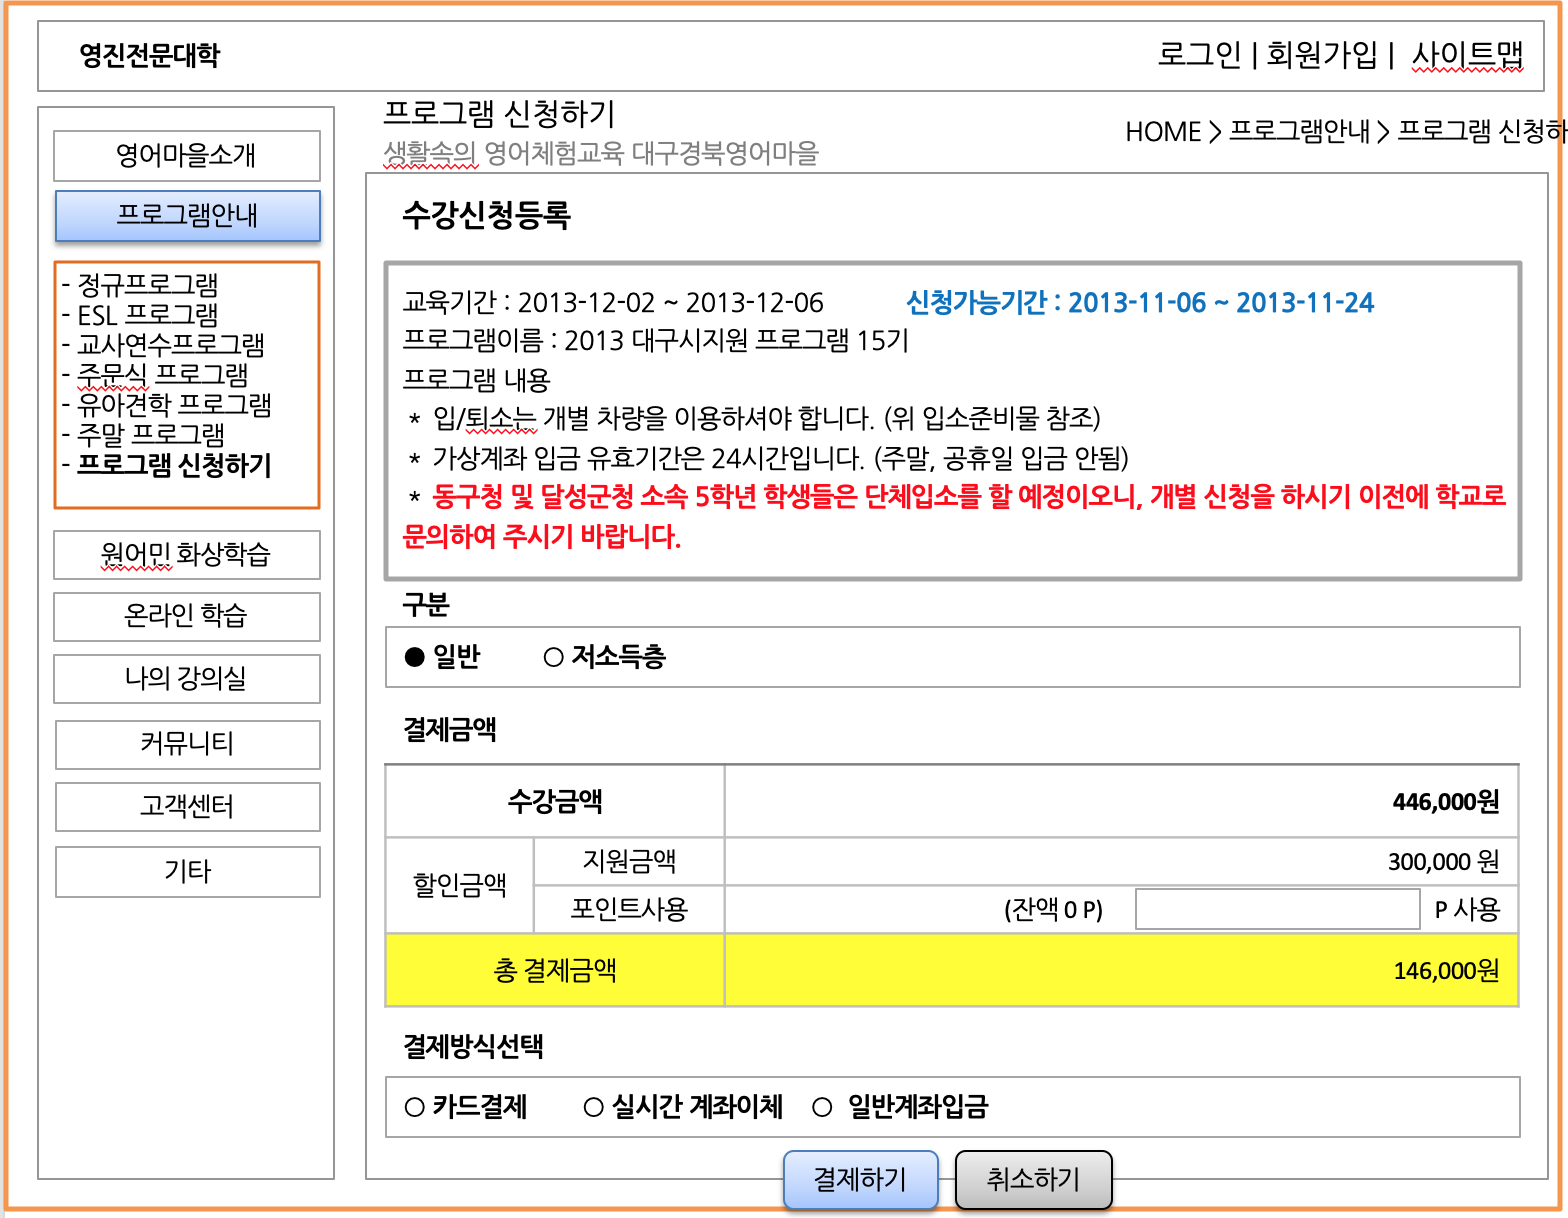 영진전문대학
로그인 | 회원가입 | 사이트맵
프로그램 신청하기
생활속의 영어체험교육 대구경북영어마을
HOME > 프로그램안내 > 프로그램 신청하
영어마을소개
프로그램안내
- 정규프로그램
- ESL 프로그램
- 교사연수프로그램
- 주문식 프로그램
- 유아견학 프로그램
- 주말 프로그램
- 프로그램 신청하기
원어민 화상학습
온라인 학습
나의 강의실
커뮤니티
고객센터
기타
수강신청등록
교육기간 : 2013-12-02 ~ 2013-12-06 신청가능기간 : 2013-11-06 ~ 2013-11-24
프로그램이름 : 2013 대구시지원 프로그램 15기
프로그램 내용
* 입/퇴소는 개별 차량을 이용하셔야 합니다. (위 입소준비물 참조)
* 가상계좌 입금 유효기간은 24시간입니다. (주말, 공휴일 입금 안됨)
* 동구청 및 달성군청 소속 5학년 학생들은 단체입소를 할 예정이오니, 개별 신청을 하시기 이전에 학교로
문의하여 주시기 바랍니다.
구분
● 일반 ○ 저소득층
결제금액
수강금액 446,000원
할인금액
지원금액 300,000 원
포인트사용 (잔액 0 P) P 사용
총 결제금액 146,000원
결제방식선택
○ 카드결제 ○ 실시간 계좌이체 ○ 일반계좌입금
결제하기 취소하기